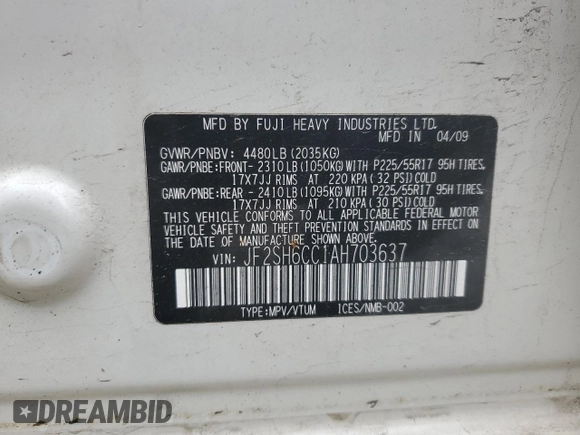 MFD BY FUJI HEAVY INDUSTRIES LTD.
MFD IN 04/09
GVWR/PNBV: 4480LB(2035KG)
GAWR/PNBE:FRONT-2310LB(1050KG)WITH P225/55R17 95H TIRES.
17X7JJ RIMS AT 220 KPA(32 PSI)COLD
GAWR/PNBE:REAR -2410LB(1095KG)WITH P225/55R17 95H TIRES.
17X7JJ RIMS AT 210 KPA(30 PSI)COLD
THIS VEHICLE CONFORMS TO ALL APPLICABLE FEDERAL MOTOR
VEHICLE SAFETY AND THEFT PREVENTION STANDARDS IN EFFECT ON
THE DATE OF MANUFACTURE SHOWN ABOVE.
VIN: JF2SH6CC1AH703637
TYPE:MPV/VTUM ICES/NMB-002
DREAMBID